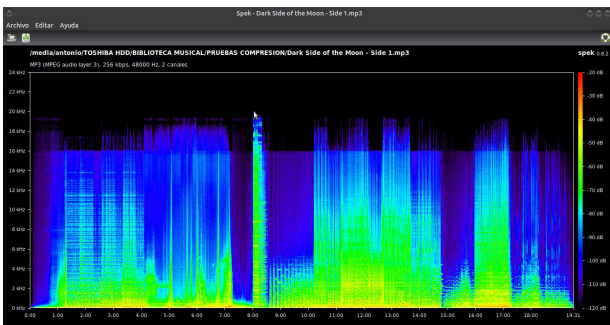 Spek - Dark Side of the Moon - Side 1.mp3
Archivo Editar Ayuda
/media/antonio/TOSHIBA HDD/BIBLIOTECA MUSICAL/PRUEBAS COMPRESION/Dark Side of the Moon - Side 1.mp3 spek 0.8.2
MP3 (MPEG audio layer 3), 256 kbps, 48000 Hz, 2 canales
24 kHz -20 dB
22 kHz -30 dB
20 kHz -40 dB
18 kHz -50 dB
16 kHz -60 dB
14 kHz -70 dB
12 kHz -80 dB
10 kHz -90 dB
8 kHz -100 dB
6 kHz -110 dB
4 kHz -120 dB
2 kHz
0 kHz
0:00 1:00 2:00 3:00 4:00 5:00 6:00 7:00 8:00 9:00 10:00 11:00 12:00 13:00 14:00 15:00 16:00 17:00 18:00 19:31